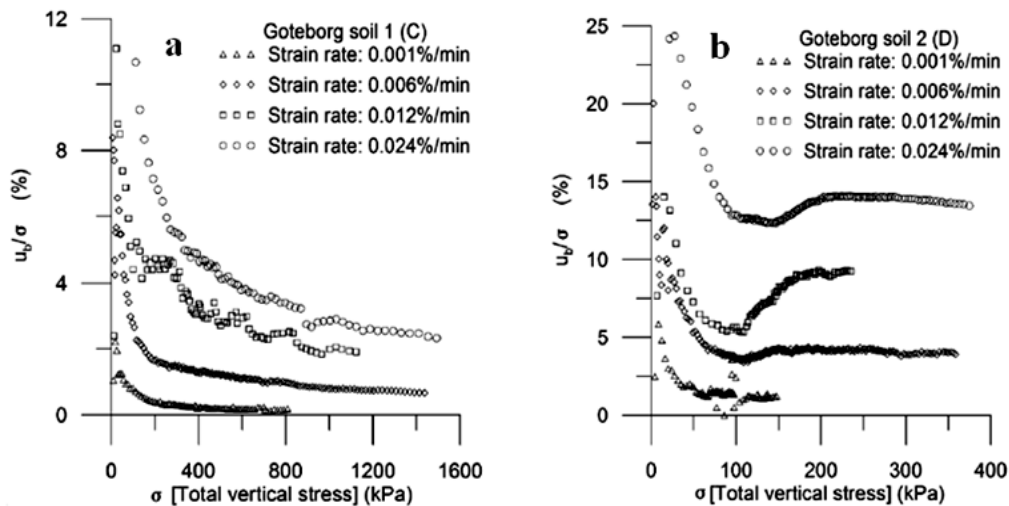 a
Goteborg soil 1 (C)
Strain rate: 0.001%/min
Strain rate: 0.006%/min
Strain rate: 0.012%/min
Strain rate: 0.024%/min
12
8
4
0
u_b/σ (%)
0 400 800 1200 1600
σ [Total vertical stress] (kPa)
b
Goteborg soil 2 (D)
Strain rate: 0.001%/min
Strain rate: 0.006%/min
Strain rate: 0.012%/min
Strain rate: 0.024%/min
25
20
15
10
5
0
u_b/σ (%)
0 100 200 300 400
σ [Total vertical stress] (kPa)